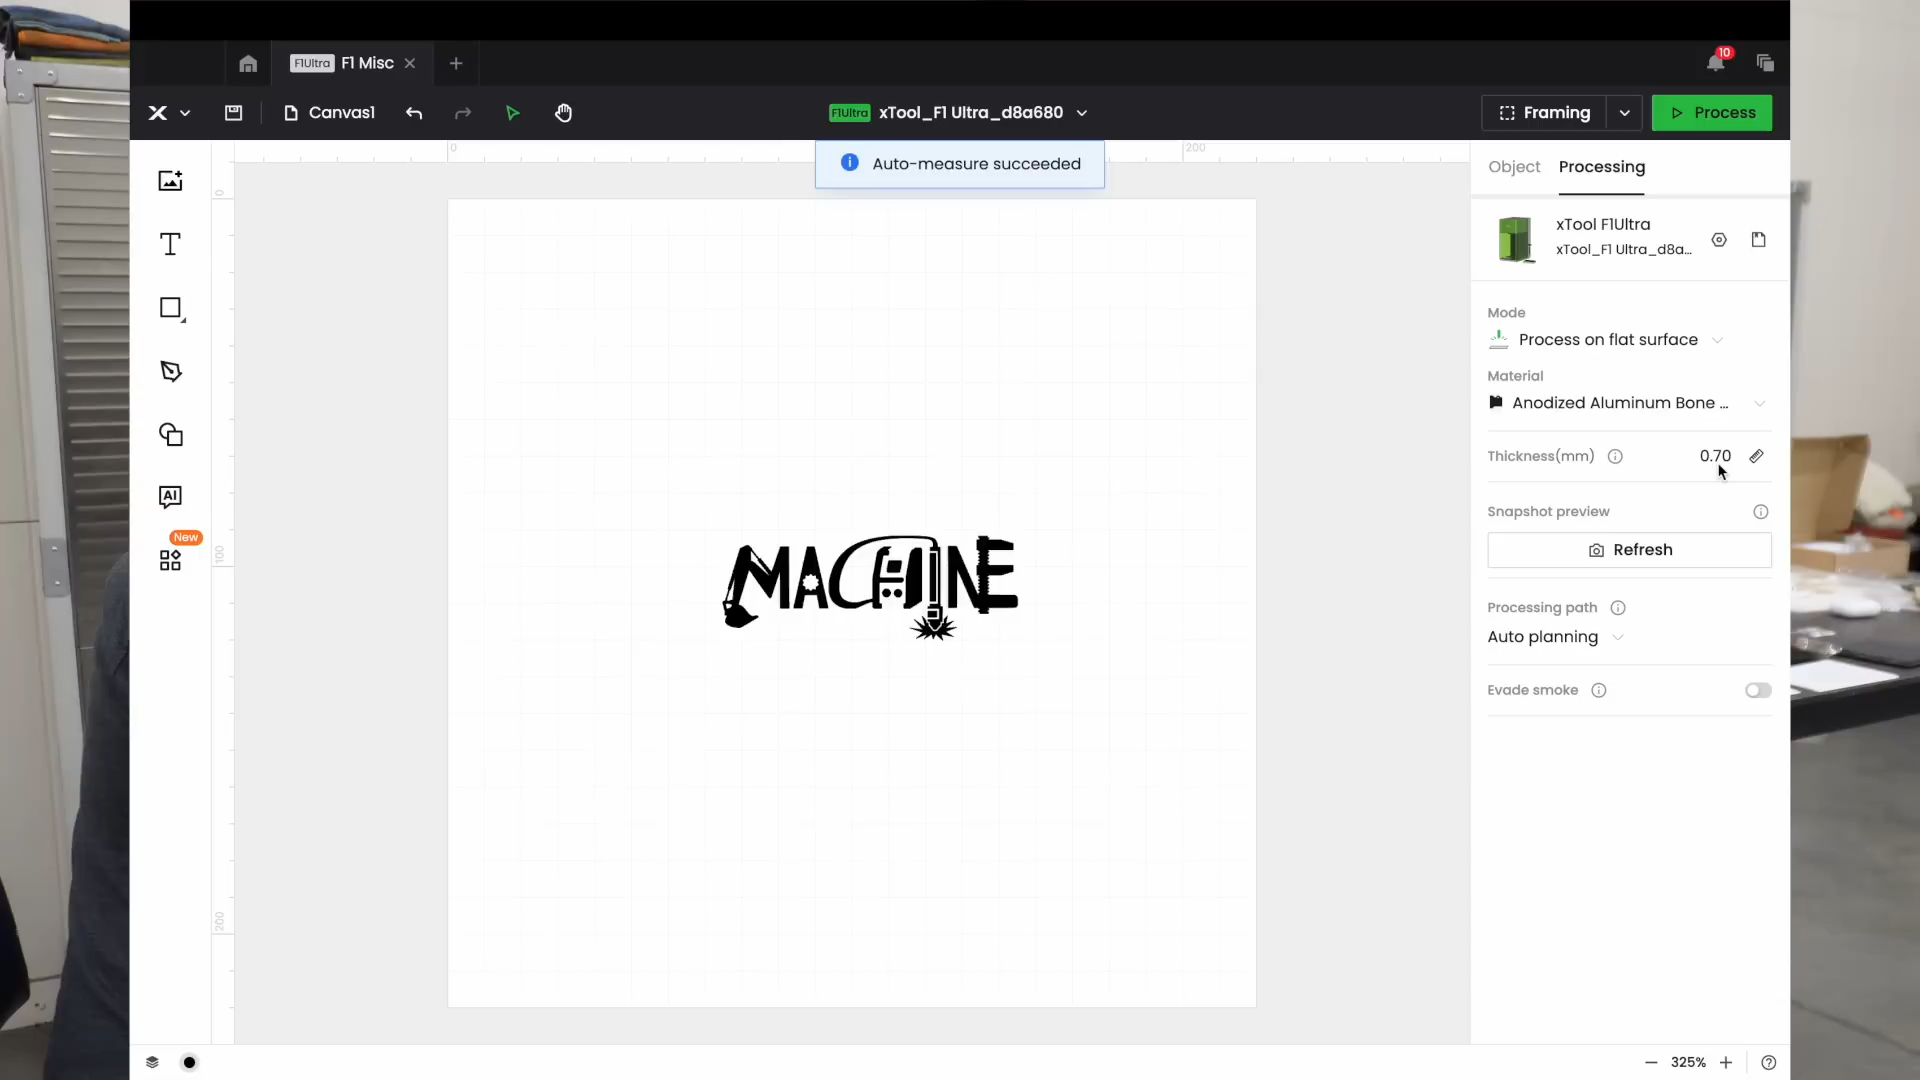 10
F1Ultra F1 Misc
Canvas1
F1Ultra xTool_F1 Ultra_d8a680
Framing
Process
0
200
Auto-measure succeeded
Object Processing
0
xTool F1Ultra
xTool_F1 Ultra_d8a...
Mode
Process on flat surface
Material
Anodized Aluminum Bone ...
Thickness(mm) 0.70
AI
Snapshot preview
New
Refresh
100
MACHINE
Processing path
Auto planning
Evade smoke
200
325%